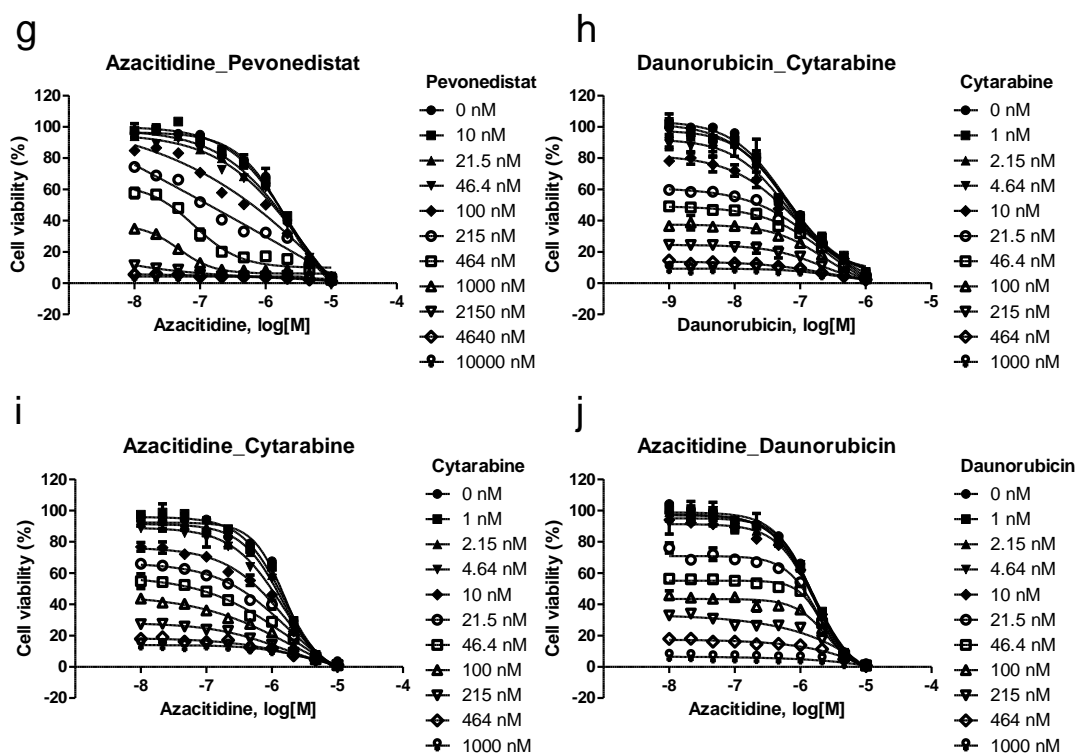 g
Azacitidine_Pevonedistat
Cell viability (%)
120
100
80
60
40
20
0
-20
-8
-7
-6
-5
-4
Azacitidine, log[M]
Pevonedistat
0 nM
10 nM
21.5 nM
46.4 nM
100 nM
215 nM
464 nM
1000 nM
2150 nM
4640 nM
10000 nM
h
Daunorubicin_Cytarabine
Cell viability (%)
120
100
80
60
40
20
0
-20
-9
-8
-7
-6
-5
Daunorubicin, log[M]
Cytarabine
0 nM
1 nM
2.15 nM
4.64 nM
10 nM
21.5 nM
46.4 nM
100 nM
215 nM
464 nM
1000 nM
i
Azacitidine_Cytarabine
Cell viability (%)
120
100
80
60
40
20
0
-20
-8
-7
-6
-5
-4
Azacitidine, log[M]
Cytarabine
0 nM
1 nM
2.15 nM
4.64 nM
10 nM
21.5 nM
46.4 nM
100 nM
215 nM
464 nM
1000 nM
j
Azacitidine_Daunorubicin
Cell viability (%)
120
100
80
60
40
20
0
-20
-8
-7
-6
-5
-4
Azacitidine, log[M]
Daunorubicin
0 nM
1 nM
2.15 nM
4.64 nM
10 nM
21.5 nM
46.4 nM
100 nM
215 nM
464 nM
1000 nM